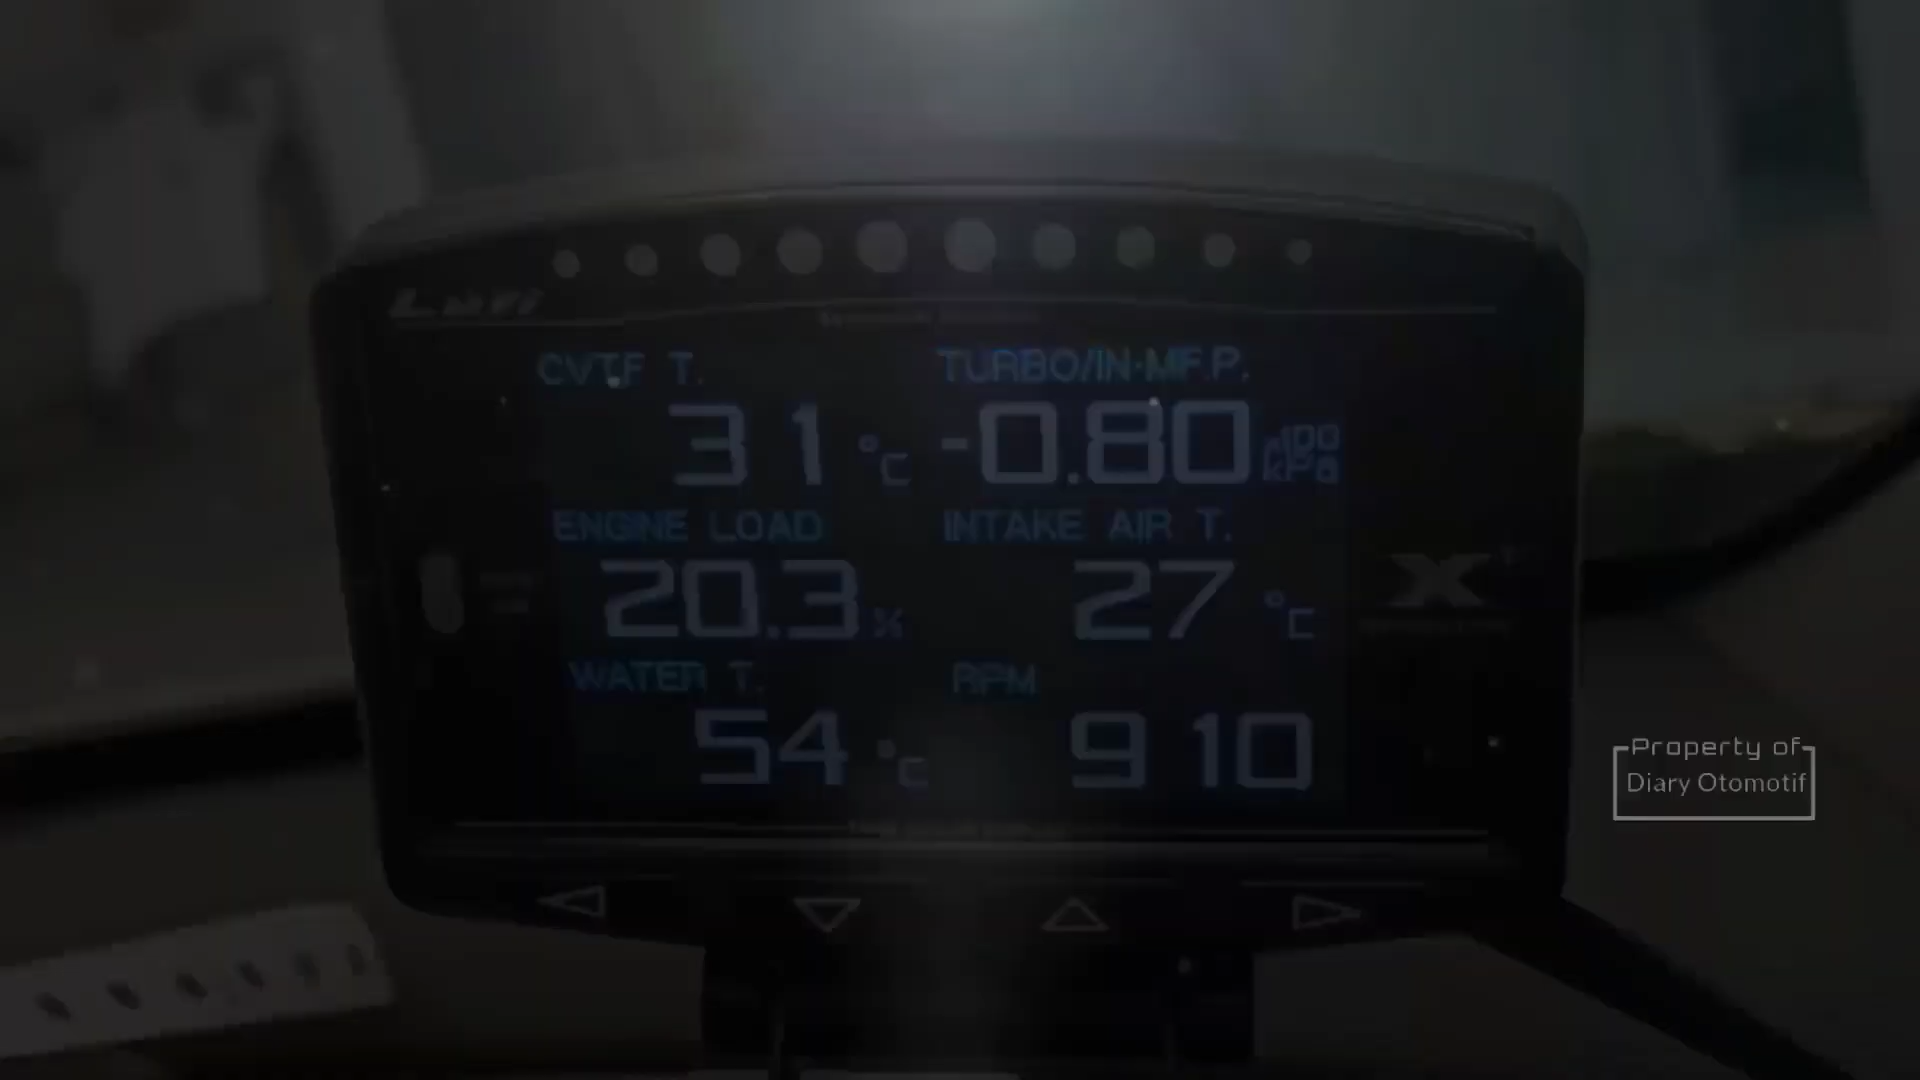 CVTF T.
TURBO/IN·MF.P.
31 °C
-0.80
kPa
ENGINE LOAD
INTAKE AIR T.
20.3 %
27 °C
X
WATER T.
RPM
54 °C
910
Property of
Diary Otomotif